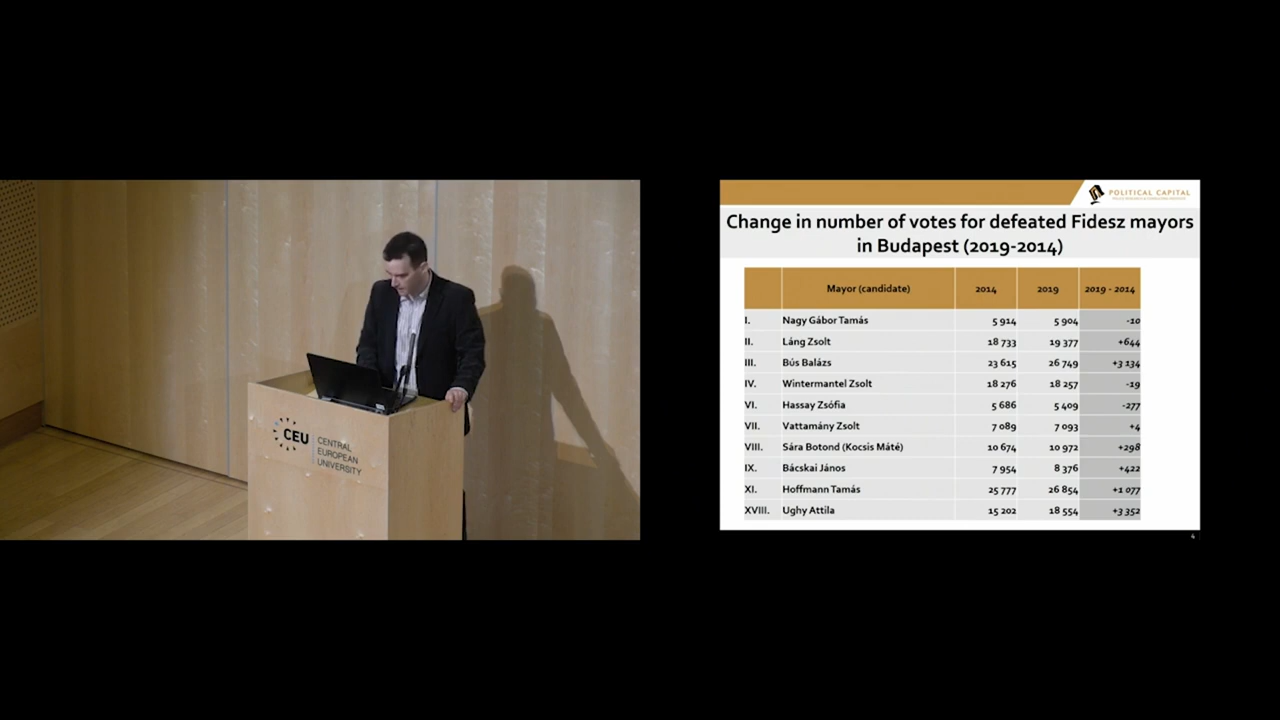 CEU
CENTRAL
EUROPEAN
UNIVERSITY
POLITICAL CAPITAL
Change in number of votes for defeated Fidesz mayors
in Budapest (2019-2014)
Mayor (candidate) 2014 2019 2019 - 2014
I. Nagy Gábor Tamás 5 914 5 904 -10
II. Láng Zsolt 18 733 19 377 +644
III. Bús Balázs 23 615 26 749 +3 134
IV. Wintermantel Zsolt 18 276 18 257 -19
VI. Hassay Zsófia 5 686 5 409 -277
VII. Vattamány Zsolt 7 089 7 093 +4
VIII. Sára Botond (Kocsis Máté) 10 674 10 972 +298
IX. Bácskai János 7 954 8 376 +422
XI. Hoffmann Tamás 25 777 26 854 +1 077
XVIII. Ughy Attila 15 202 18 554 +3 352
4